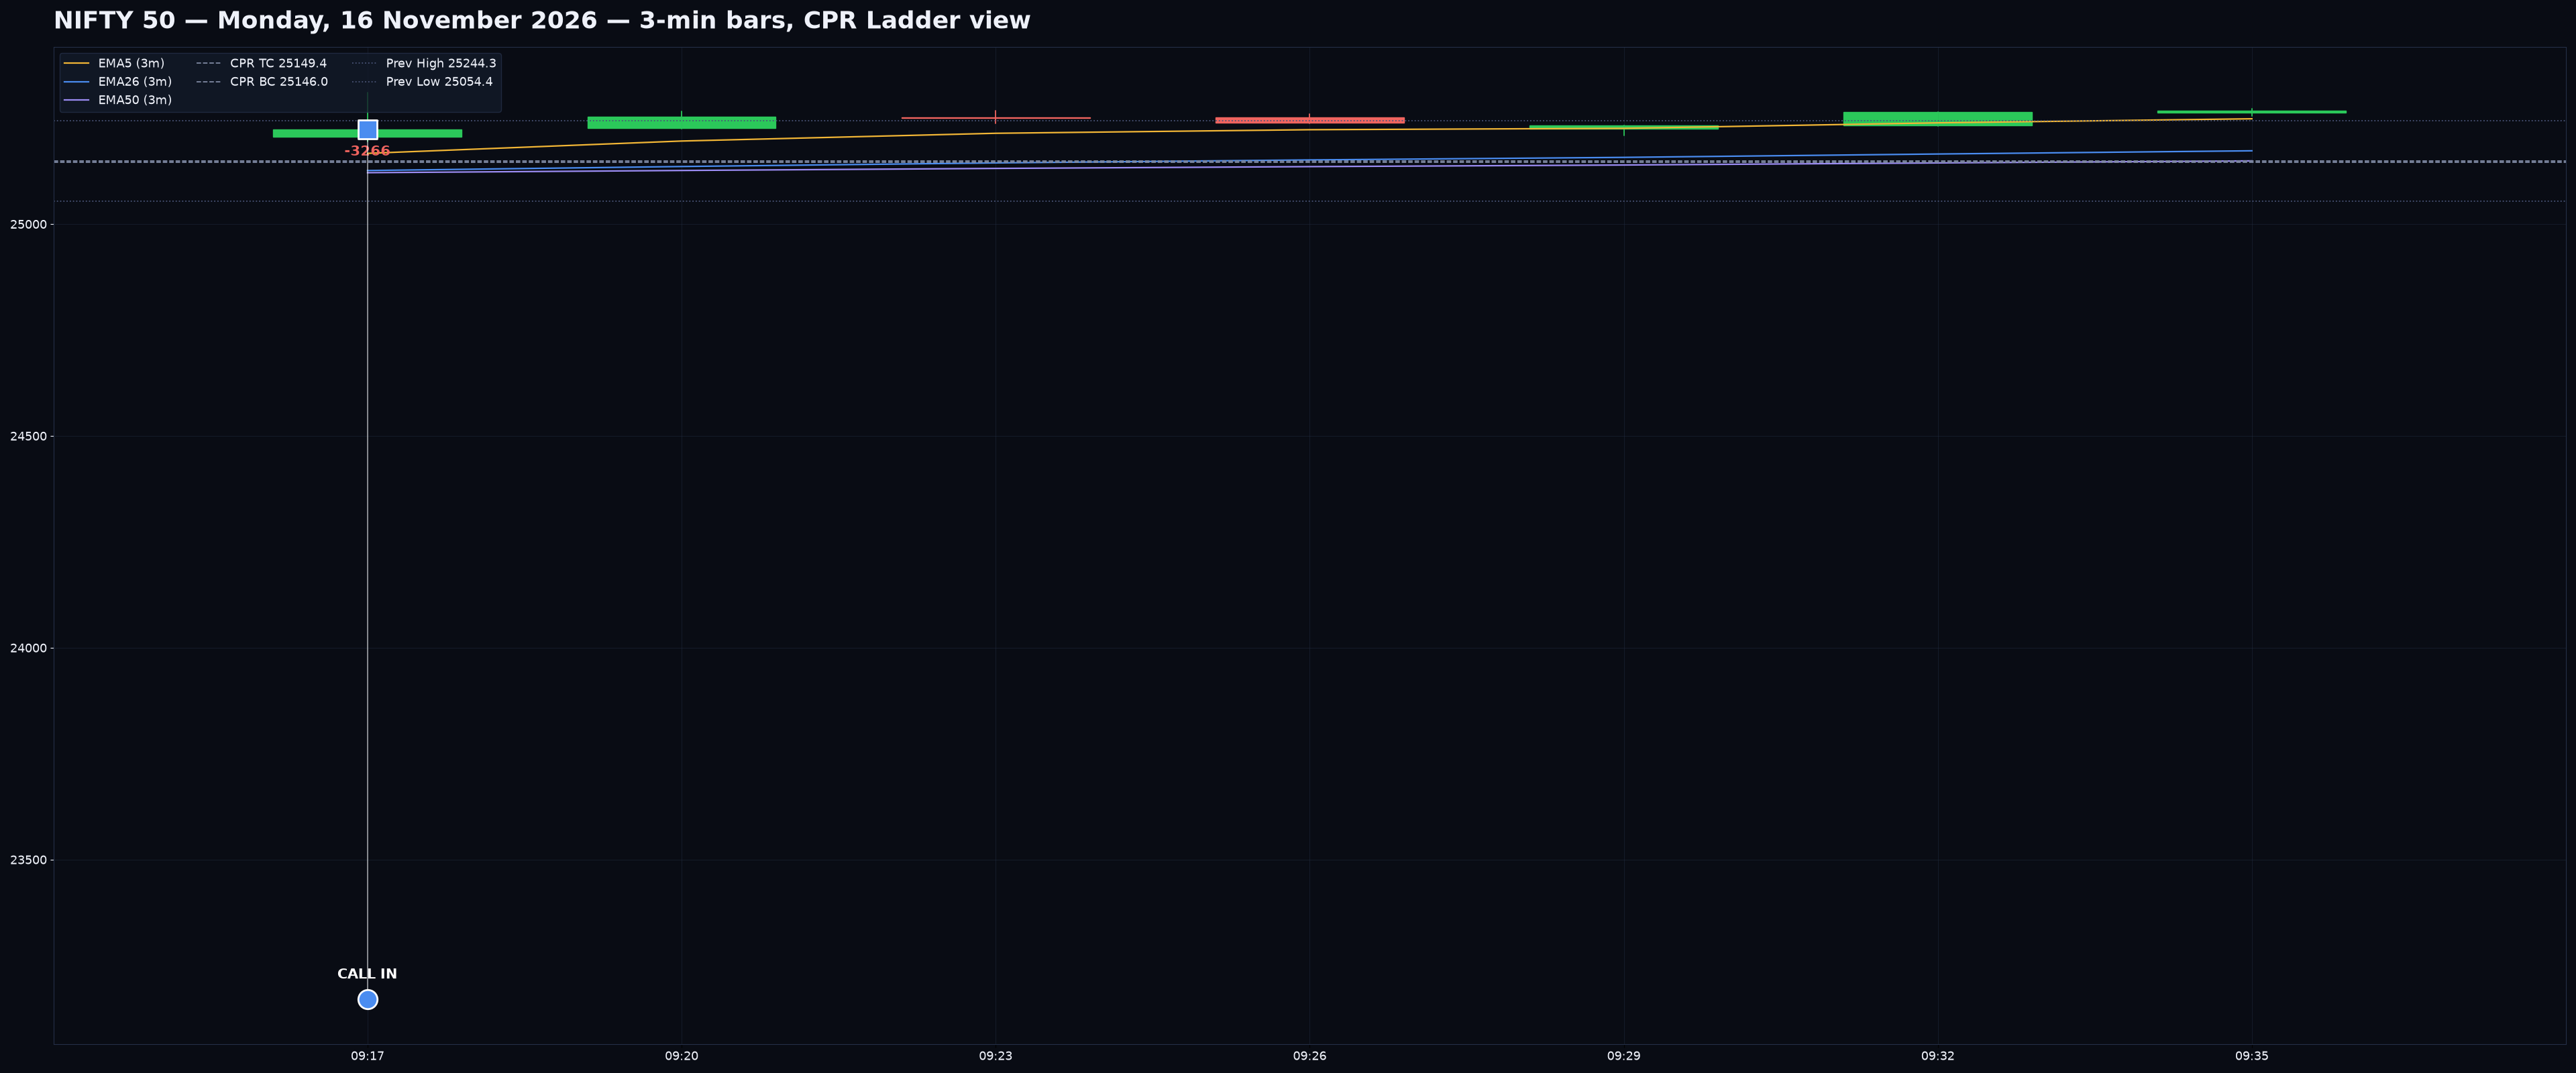 NIFTY 50 — Monday, 16 November 2026 — 3-min bars, CPR Ladder view
EMA5 (3m)
EMA26 (3m)
EMA50 (3m)
CPR TC 25149.4
CPR BC 25146.0
Prev High 25244.3
Prev Low 25054.4
-3266
25000
24500
24000
23500
CALL IN
09:17
09:20
09:23
09:26
09:29
09:32
09:35